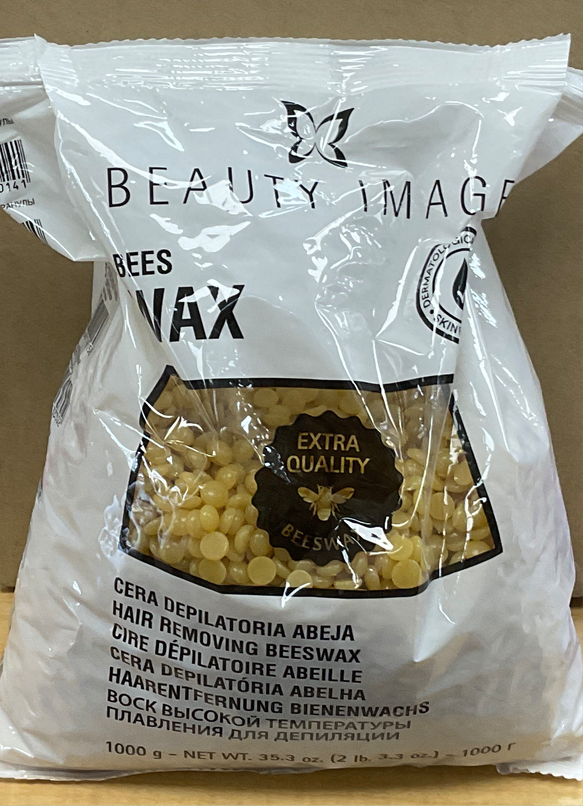 BEAUTY IMAGE
BEES
WAX
DERMATOLOGIC
SKIN
EXTRA
QUALITY
BEESWAX
CERA DEPILATORIA ABEJA
HAIR REMOVING BEESWAX
CIRE DÉPILATOIRE ABEILLE
CERA DEPILATÓRIA ABELHA
HAARENTFERNUNG BIENENWACHS
ВОСК ВЫСОКОЙ ТЕМПЕРАТУРЫ
ПЛАВЛЕНИЯ ДЛЯ ДЕПИЛЯЦИИ
1000 g – NET WT. 35.3 oz. (2 lb. 3.3 oz.) – 1000 г